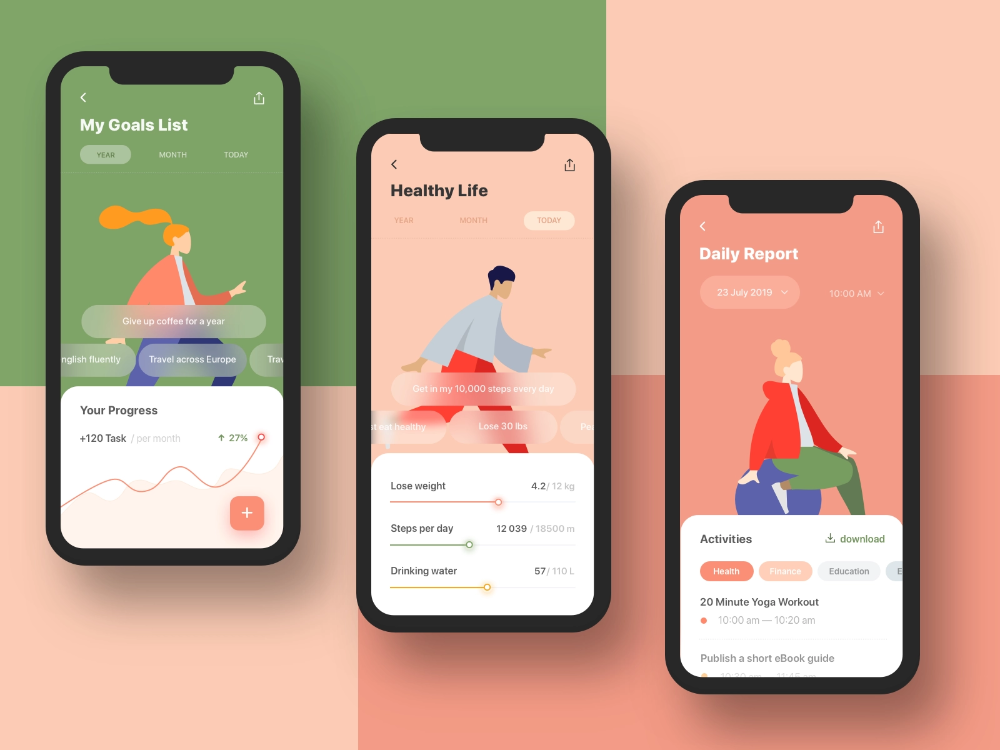 My Goals List
YEAR MONTH TODAY
Give up coffee for a year
nglish fluently Travel across Europe Trav
Your Progress
+120 Task / per month 27%
Healthy Life
YEAR MONTH TODAY
Get in my 10,000 steps every day
t eat healthy Lose 30 lbs Pe
Lose weight 4.2/ 12 kg
Steps per day 12 039 / 18500 m
Drinking water 57/ 110 L
Daily Report
23 July 2019 10:00 AM
Activities download
Health Finance Education E
20 Minute Yoga Workout
10:00 am — 10:20 am
Publish a short eBook guide